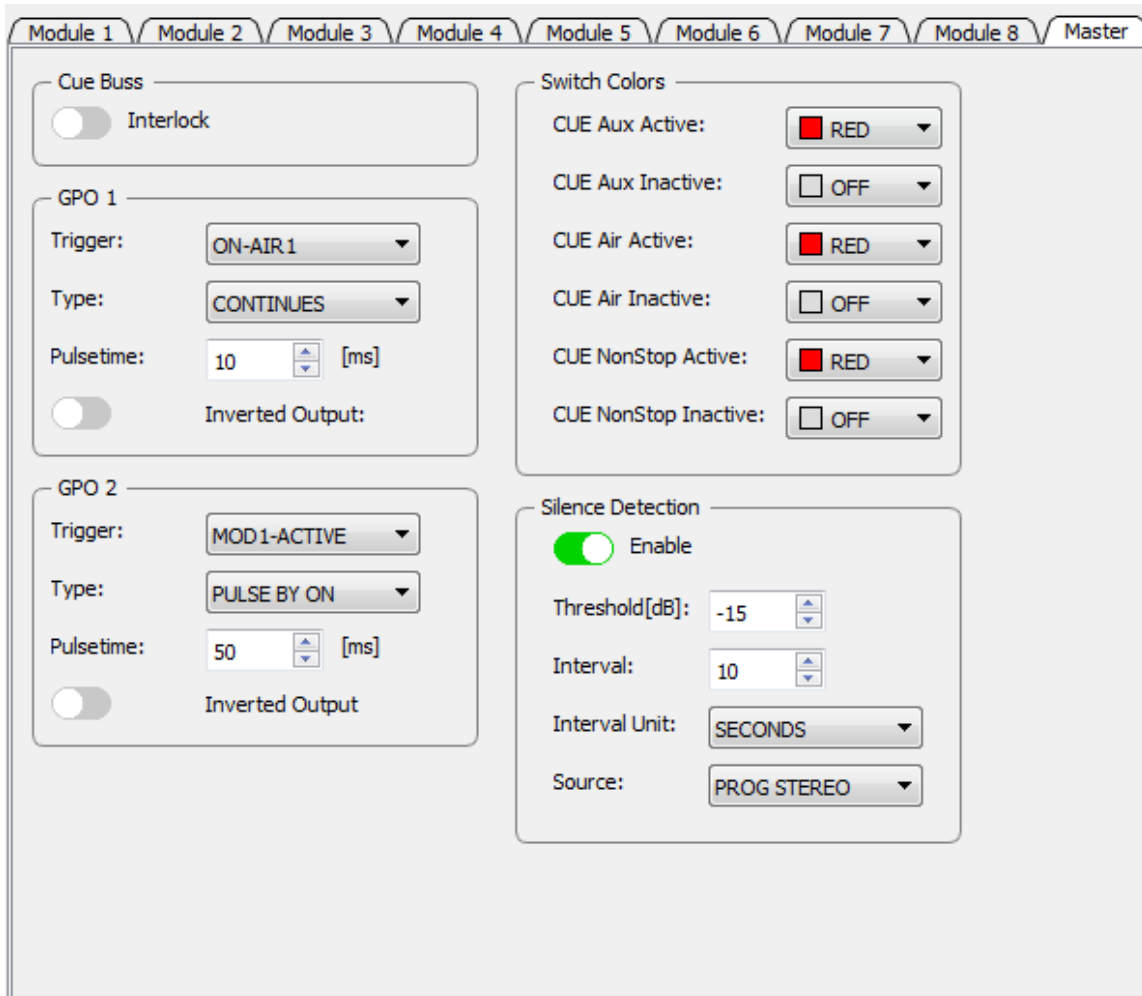 Module 1 Module 2 Module 3 Module 4 Module 5 Module 6 Module 7 Module 8 Master
Cue Buss
Interlock
GPO 1
Trigger: ON-AIR1
Type: CONTINUES
Pulsetime: 10 [ms]
Inverted Output:
GPO 2
Trigger: MOD1-ACTIVE
Type: PULSE BY ON
Pulsetime: 50 [ms]
Inverted Output
Switch Colors
CUE Aux Active: RED
CUE Aux Inactive: OFF
CUE Air Active: RED
CUE Air Inactive: OFF
CUE NonStop Active: RED
CUE NonStop Inactive: OFF
Silence Detection
Enable
Threshold[dB]: -15
Interval: 10
Interval Unit: SECONDS
Source: PROG STEREO